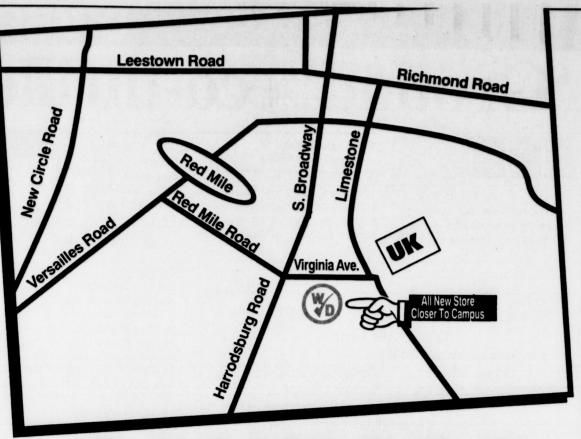 Leestown Road
Richmond Road
New Circle Road
Red Mile
S. Broadway
Limestone
Versailles Road
Red Mile Road
UK
Virginia Ave.
Harrodsburg Road
W/D
All New Store
Closer To Campus